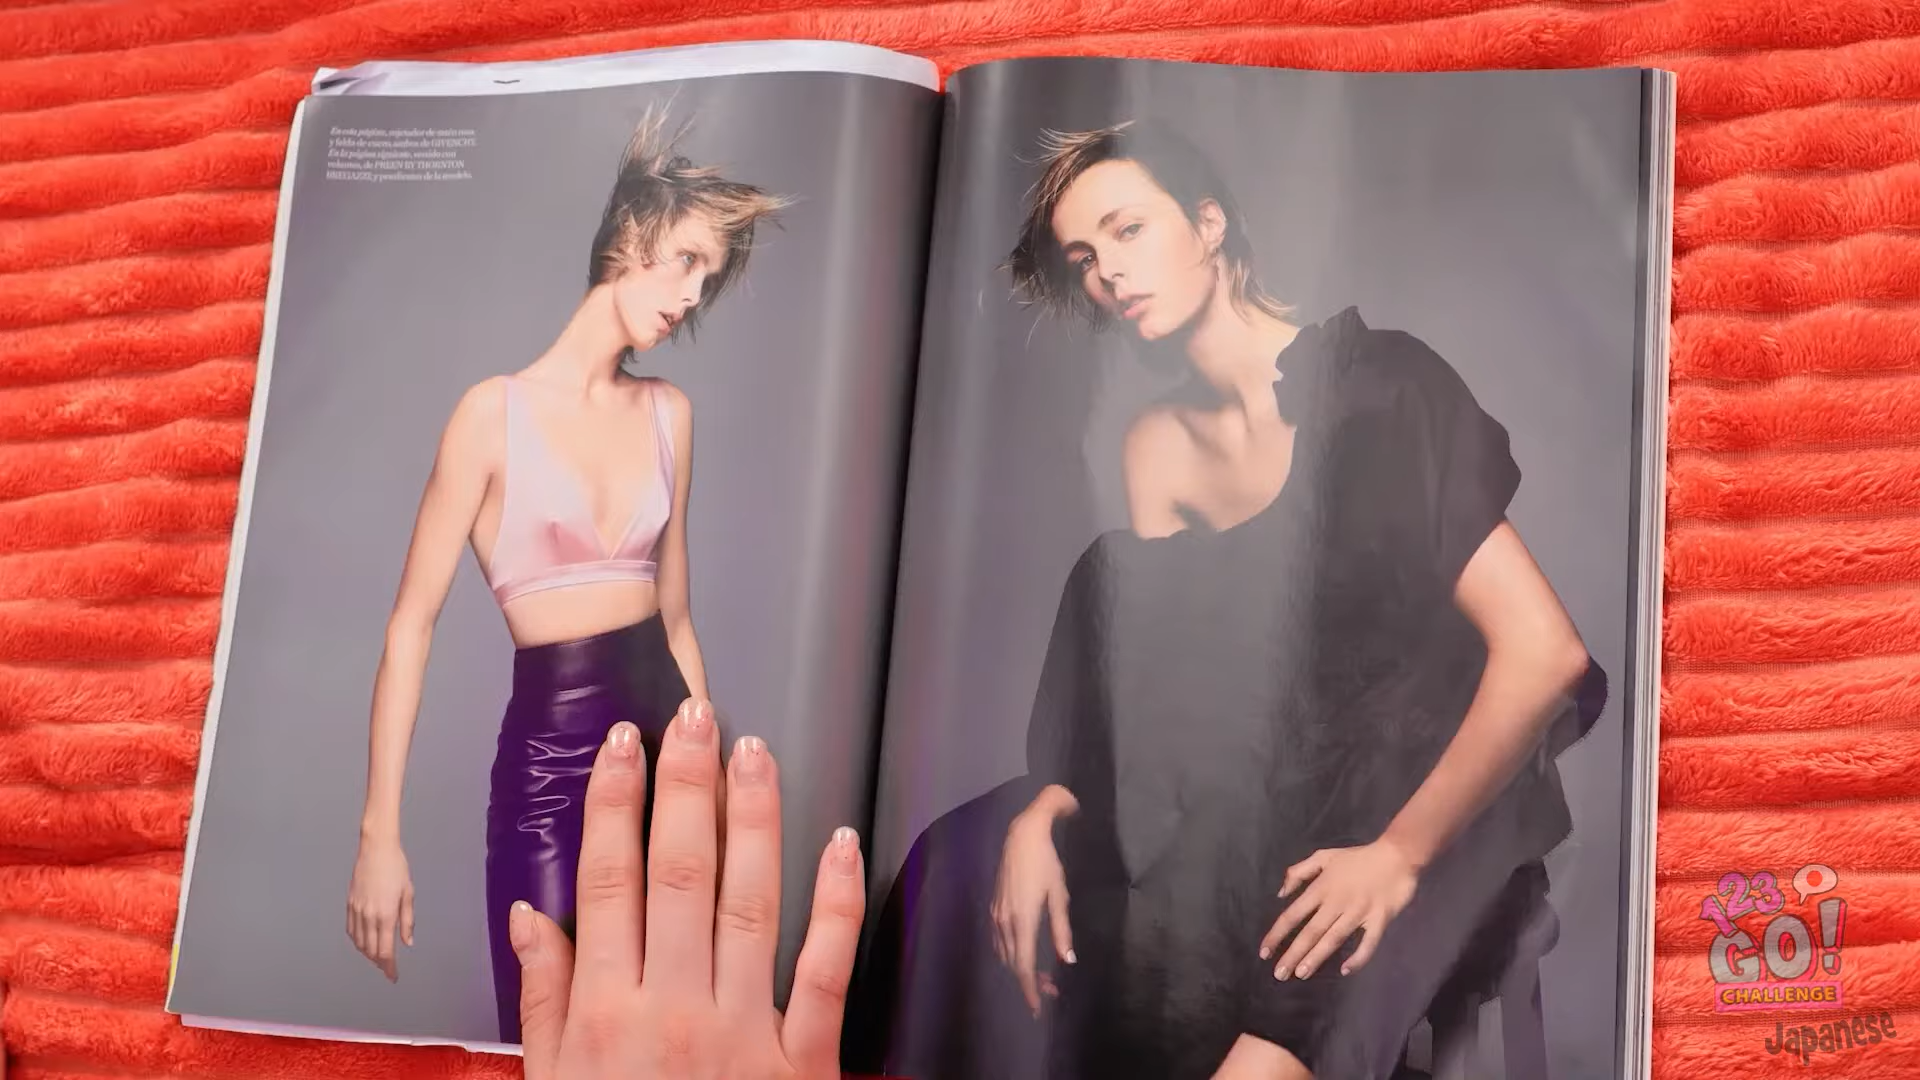 En esta página, sujetador de satén rosa
y falda de cuero, ambos de GIVENCHY.
En la página siguiente, vestido con
volumen, de PREEN BY THORNTON
BREGAZZI; y pendientes de la modelo.
123
GO!
CHALLENGE
Japanese